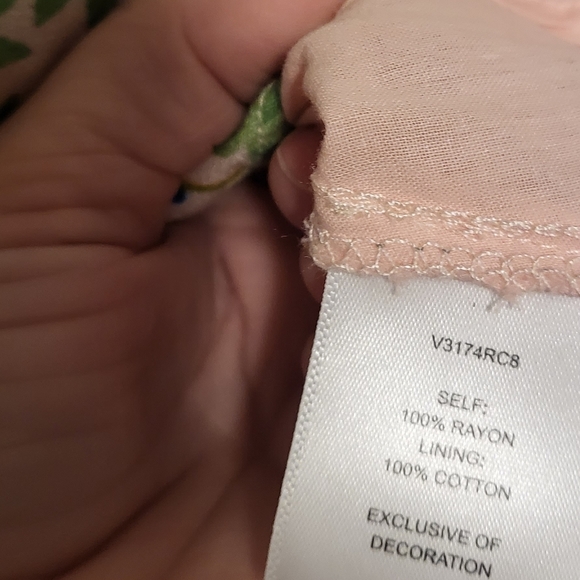 V3174RC8
SELF:
100% RAYON
LINING:
100% COTTON
EXCLUSIVE OF
DECORATION